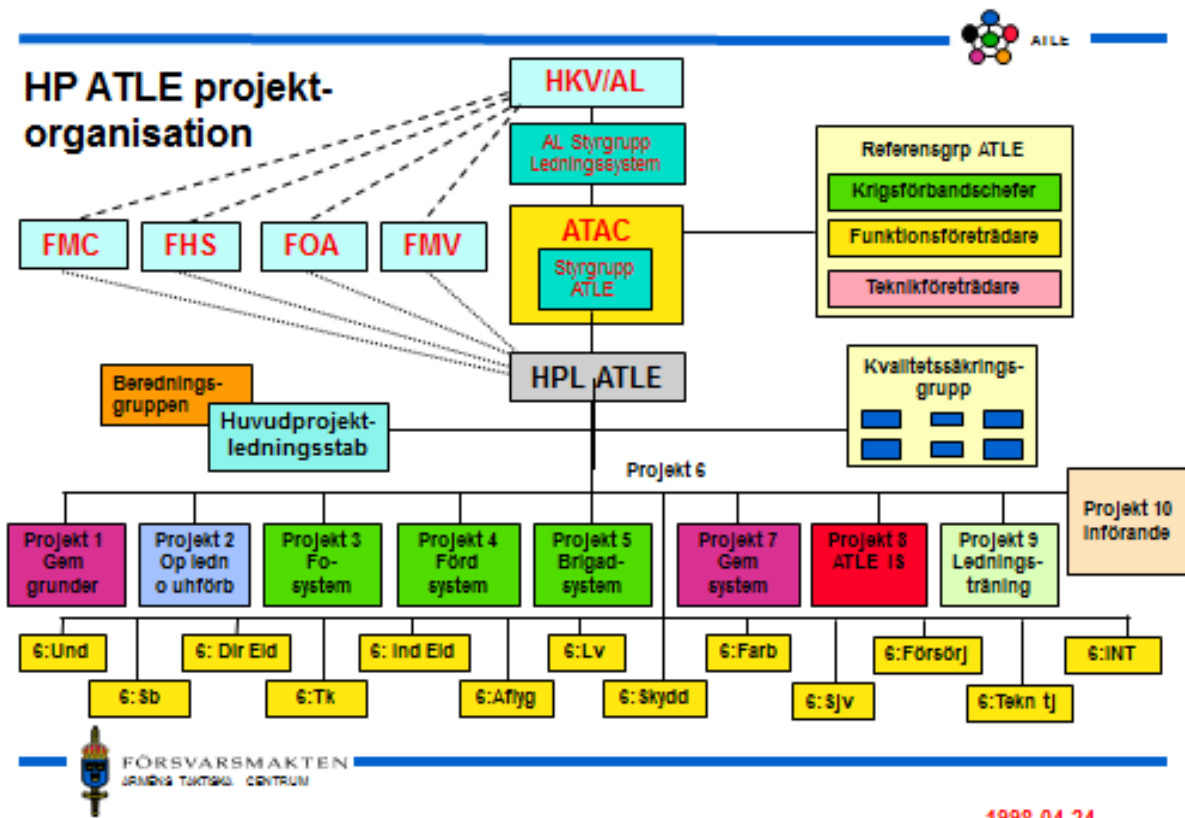 ATLE
HP ATLE projekt-
organisation
HKV/AL
AL Styrgrupp
Ledningssystem
Referensgrp ATLE
Krigsförbandschefer
Funktionsföreträdare
Teknikföreträdare
FMC
FHS
FOA
FMV
ATAC
Styrgrupp
ATLE
HPL ATLE
Kvalitetssäkrings-
grupp
Berednings-
gruppen
Huvudprojekt-
ledningsstab
Projekt 6
Projekt 1
Gem
grunder
Projekt 2
Op ledn
o uhförb
Projekt 3
Fo-
system
Projekt 4
Förd
system
Projekt 5
Brigad-
system
Projekt 7
Gem
system
Projekt 8
ATLE IS
Projekt 9
Lednings-
träning
Projekt 10
Införande
6:Und
6: Dir Eld
6: Ind Eld
6:Lv
6:Farb
6:Försörj
6:INT
6:Sb
6:Tk
6:Aflyg
6:Skydd
6:Sjv
6:Tekn tj
FÖRSVARSMAKTEN
ARMÉNS TAKTISKA CENTRUM
1998-04-24